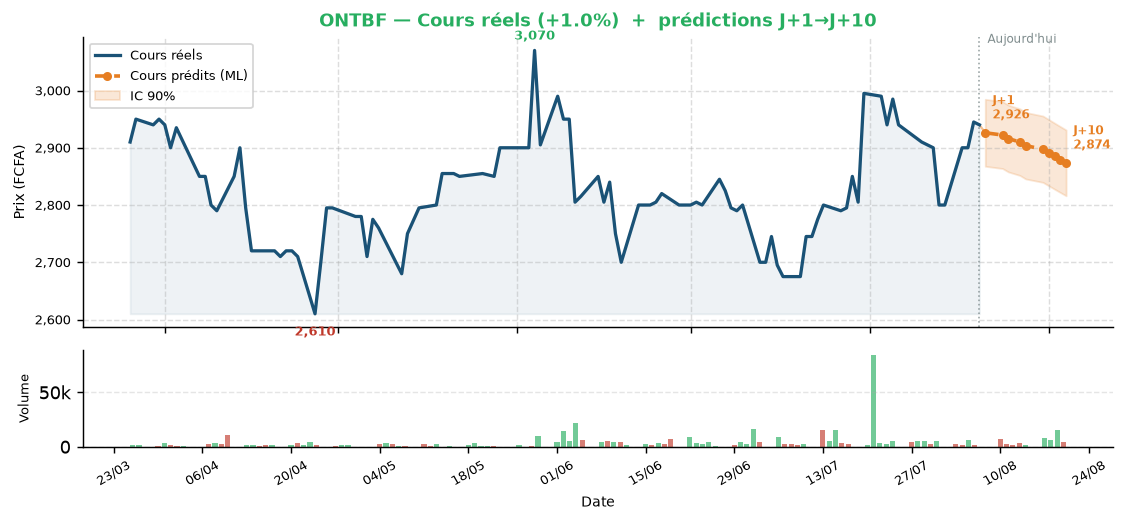 ONTBF — Cours réels (+1.0%)  +  prédictions J+1→J+10
3,070
Aujourd'hui
Cours réels
Cours prédits (ML)
IC 90%
J+1
2,926
J+10
2,874
Prix (FCFA)
3,000
2,900
2,800
2,700
2,600
2,610
Volume
50k
0
23/03
06/04
20/04
04/05
18/05
01/06
15/06
29/06
13/07
27/07
10/08
24/08
Date